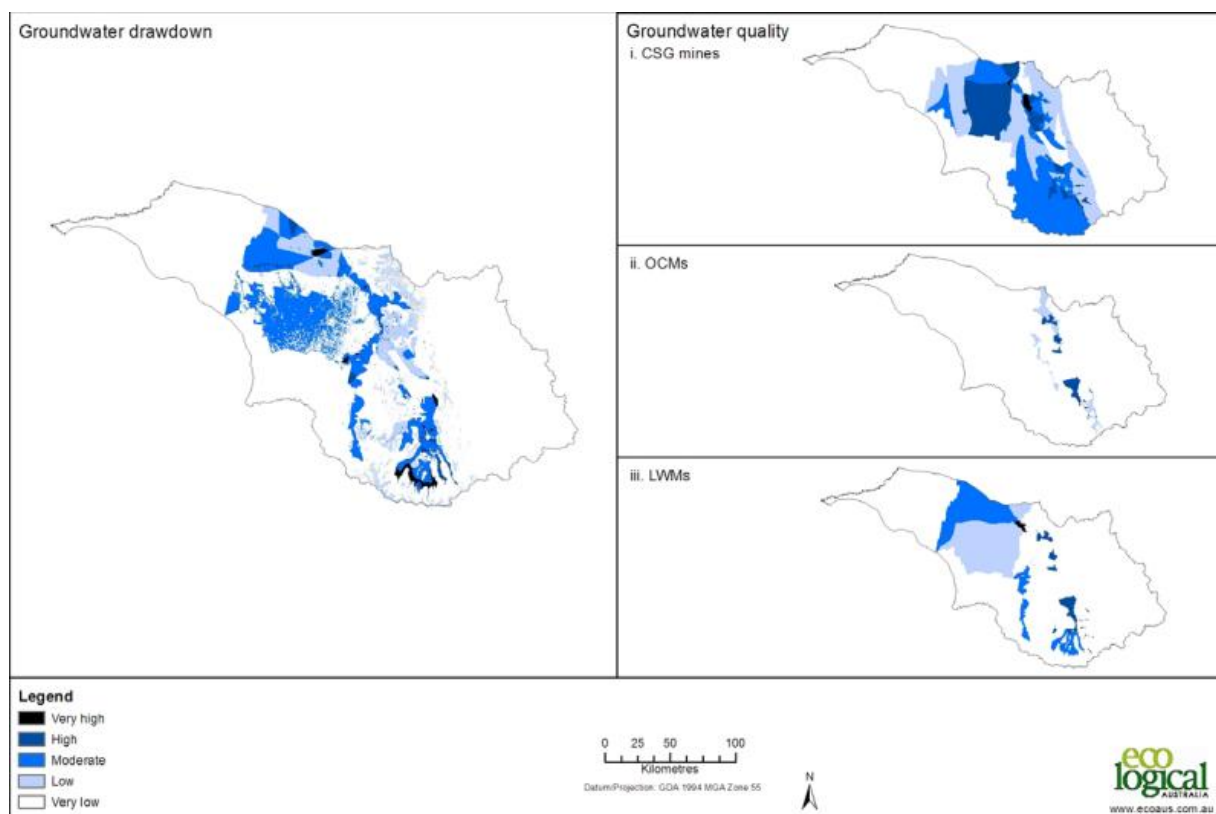 Groundwater drawdown
Groundwater quality
i. CSG mines
ii. OCMs
iii. LWMs
Legend
Very high
High
Moderate
Low
Very low
0 25 50 100
Kilometres
Datum/Projection: GDA 1994 MGA Zone 55
N
eco
logical
AUSTRALIA
www.ecoaus.com.au